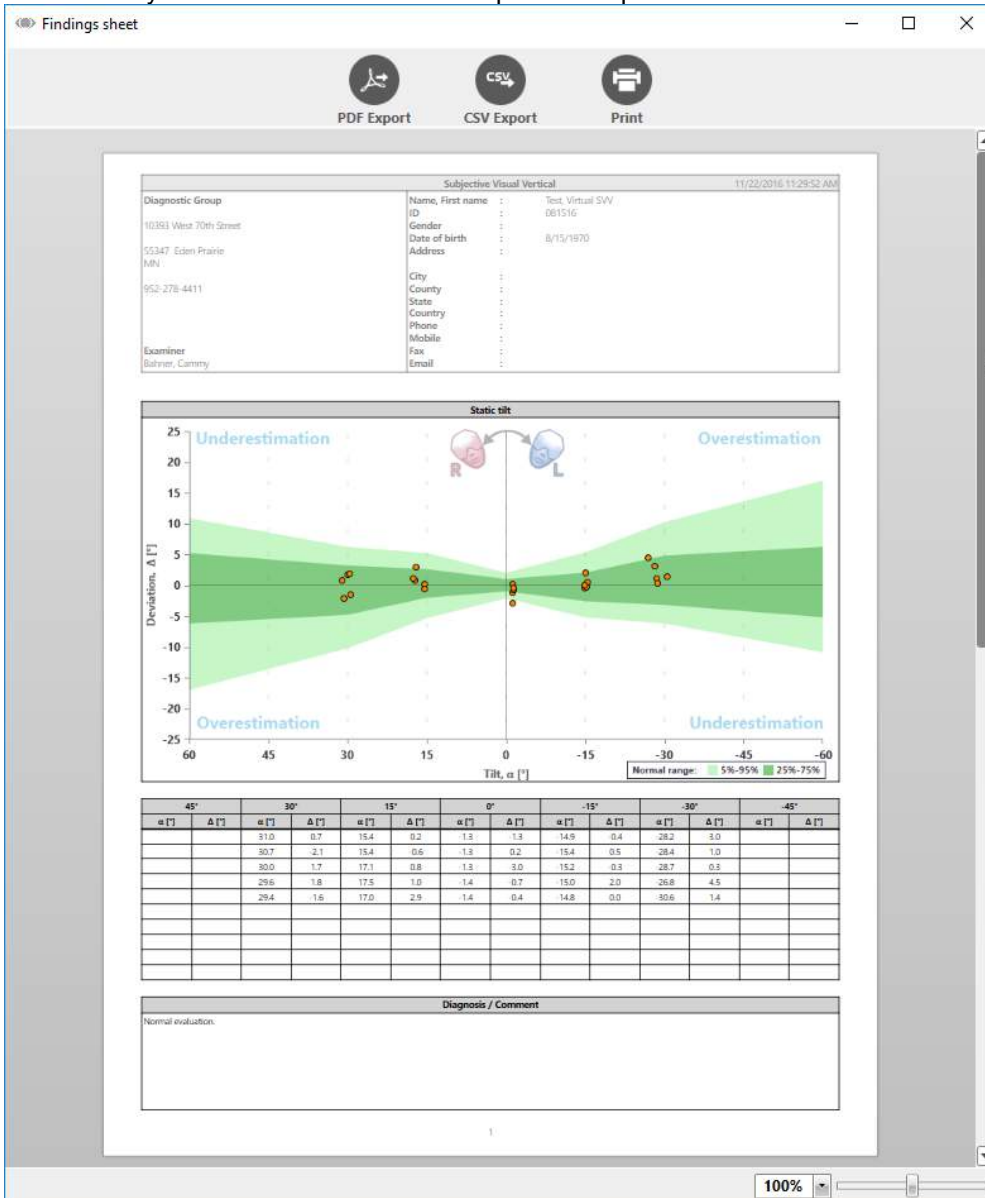 Findings sheet
PDF Export CSV Export Print
CSV
Subjective Visual Vertical 11/22/2016 11:29:52 AM
Diagnostic Group
10393 West 70th Street
55347 Eden Prairie
MN
952-278-4411
Examiner
Bahner, Cammy
Name, First name : Test, Virtual SVV
ID : 081516
Gender :
Date of birth : 8/15/1970
Address :
City :
County :
State :
Country :
Phone :
Mobile :
Fax :
Email :
Static tilt
Underestimation Overestimation
R L
Overestimation Underestimation
Deviation, Δ [°]
25
20
15
10
5
0
-5
-10
-15
-20
-25
60 45 30 15 0 -15 -30 -45 -60
Tilt, α [°]
Normal range: 5%-95% 25%-75%
45° 30° 15° 0° -15° -30° -45°
α [°] Δ [°] α [°] Δ [°] α [°] Δ [°] α [°] Δ [°] α [°] Δ [°] α [°] Δ [°] α [°] Δ [°]
31.0 0.7 15.4 0.2 -1.3 -1.3 -14.9 -0.4 -28.2 3.0
30.7 -2.1 15.4 -0.6 -1.3 0.2 -15.4 0.5 -28.4 1.0
30.0 1.7 17.1 0.8 -1.3 -3.0 -15.2 -0.3 -28.7 0.3
29.6 1.8 17.5 1.0 -1.4 -0.7 -15.0 2.0 -26.8 4.5
29.4 -1.6 17.0 2.9 -1.4 -0.4 -14.8 0.0 -30.6 1.4
Diagnosis / Comment
Normal evaluation.
1
100%